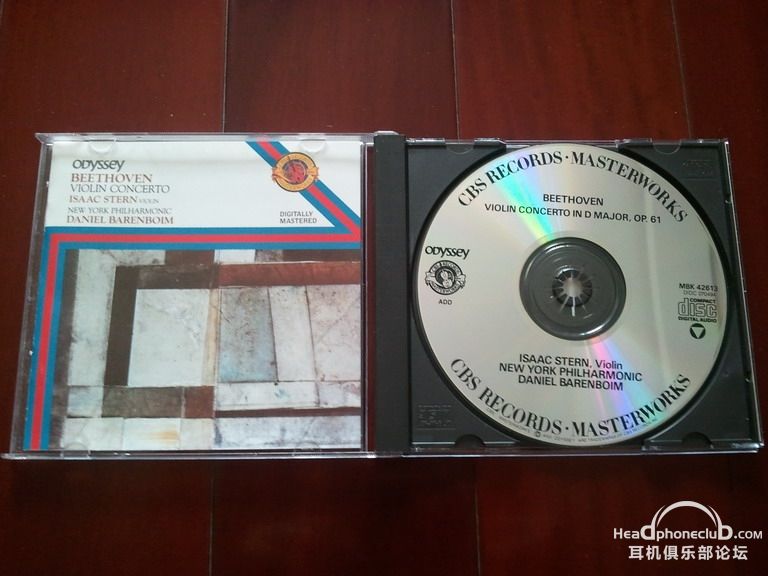 ODYSSEY
BEETHOVEN
VIOLIN CONCERTO
ISAAC STERN VIOLIN
NEW YORK PHILHARMONIC
DANIEL BARENBOIM
DIGITALLY
MASTERED
CBS RECORDS · MASTERWORKS
BEETHOVEN
VIOLIN CONCERTO IN D MAJOR, OP. 61
ODYSSEY
ADD
MBK 42613
COMPACT
disc
DIGITAL AUDIO
ISAAC STERN, Violin
NEW YORK PHILHARMONIC
DANIEL BARENBOIM
CBS RECORDS · MASTERWORKS
HeadphoneclubD.com
耳机俱乐部论坛